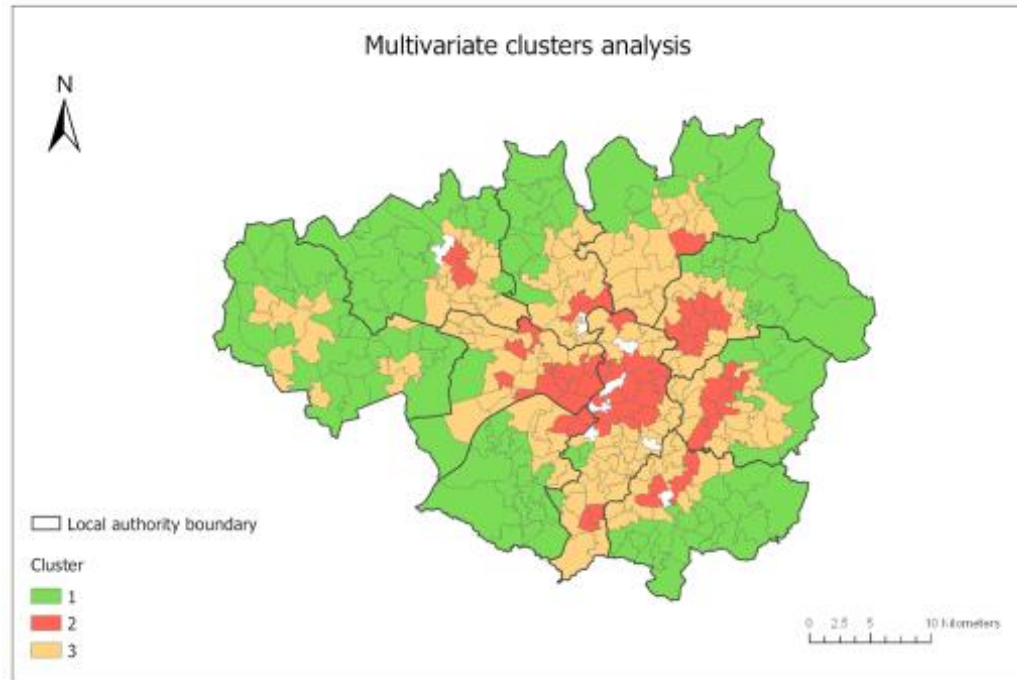 Multivariate clusters analysis
N
Local authority boundary
Cluster
1
2
3
0 2.5 5 10 Kilometers